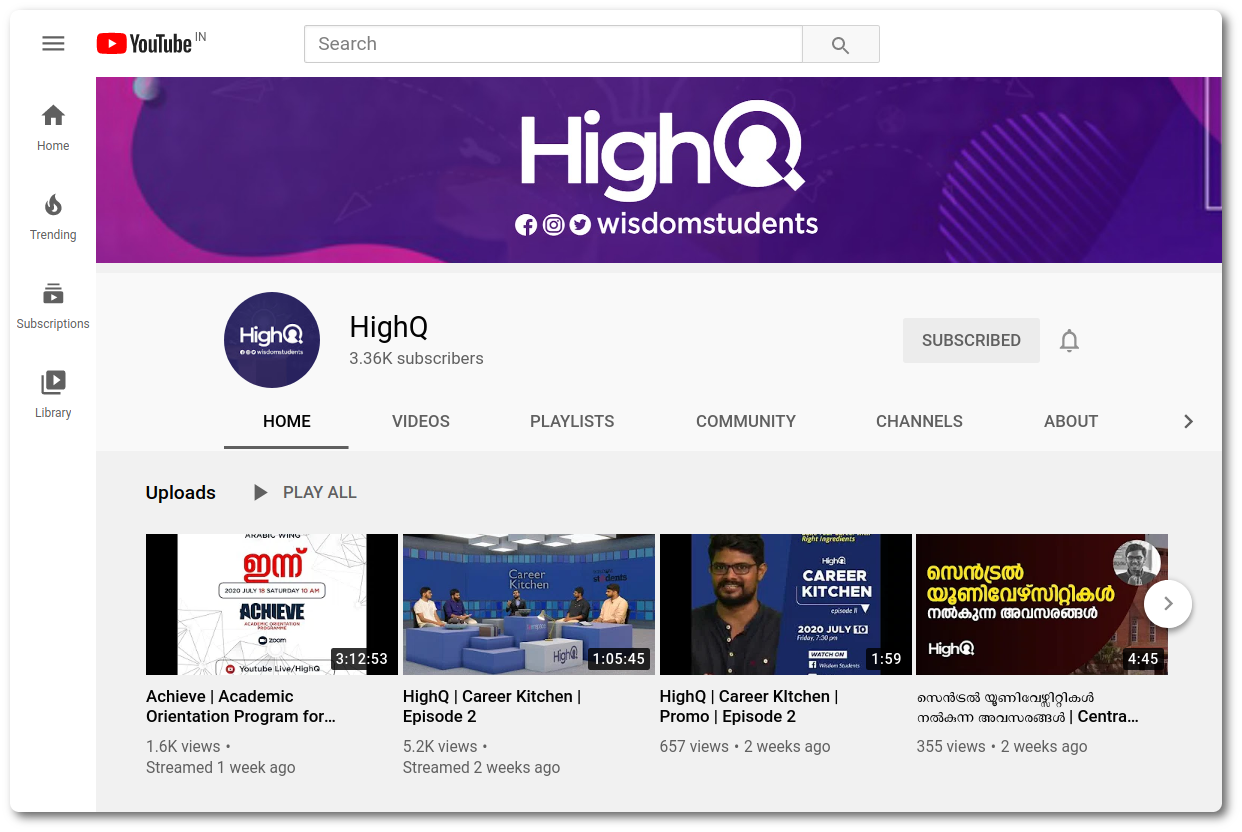 YouTube IN
Search
Home
Trending
Subscriptions
Library
HighQ
wisdomstudents
HighQ
wisdomstudents
HighQ
3.36K subscribers
SUBSCRIBED
HOME VIDEOS PLAYLISTS COMMUNITY CHANNELS ABOUT
Uploads PLAY ALL
ARABIC WING
ഇന്ന്
2020 JULY 18 SATURDAY 10 AM
ACHIEVE
ACADEMIC ORIENTATION
PROGRAMME
zoom
Youtube Live/HighQ
3:12:53
Achieve | Academic
Orientation Program for...
1.6K views •
Streamed 1 week ago
Career
Kitchen
students
HighQ
1:05:45
HighQ | Career Kitchen |
Episode 2
5.2K views •
Streamed 2 weeks ago
Right Ingredients
HighQ
CAREER
KITCHEN
episode II
2020 JULY 10
Friday, 7:30 pm
WATCH ON
Wisdom Students
1:59
HighQ | Career KItchen |
Promo | Episode 2
657 views • 2 weeks ago
സെൻട്രൽ
യൂണിവേഴ്സിറ്റികൾ
നൽകുന്ന അവസരങ്ങൾ
HighQ
4:45
സെൻട്രൽ യൂണിവേഴ്സിറ്റികൾ
നൽകുന്ന അവസരങ്ങൾ | Centra...
355 views • 2 weeks ago